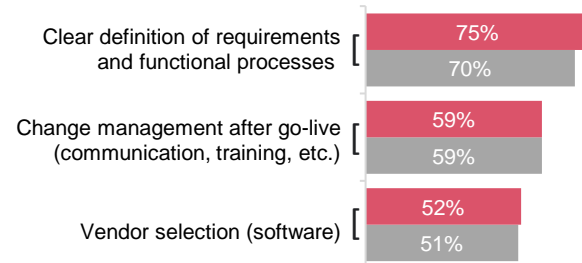 Clear definition of requirements
and functional processes
75%
70%
Change management after go-live
(communication, training, etc.)
59%
59%
Vendor selection (software)
52%
51%